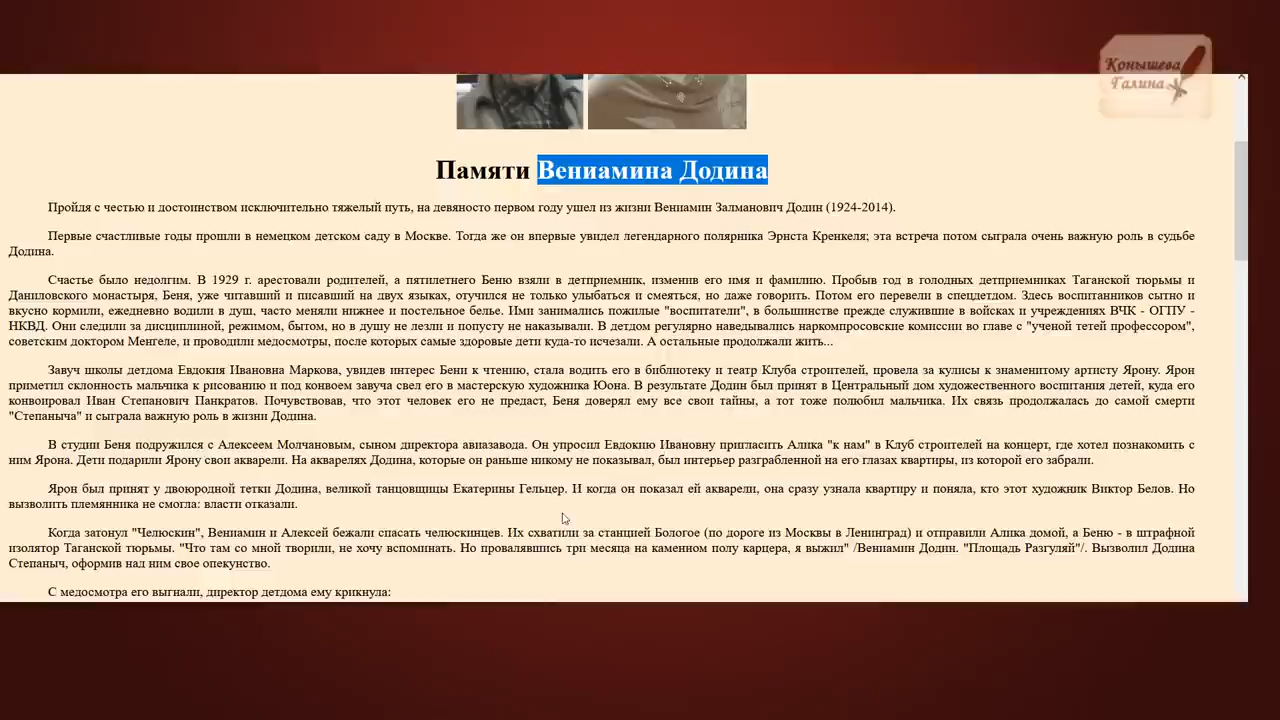 Конышева
Галина
Памяти Вениамина Додина
Пройдя с честью и достоинством исключительно тяжелый путь, на девяносто первом году ушел из жизни Вениамин Залманович Додин (1924-2014).
Первые счастливые годы прошли в немецком детском саду в Москве. Тогда же он впервые увидел легендарного полярника Эрнста Кренкеля; эта встреча потом сыграла очень важную роль в судьбе
Додина.
Счастье было недолгим. В 1929 г. арестовали родителей, а пятилетнего Беню взяли в детприемник, изменив его имя и фамилию. Пробыв год в голодных детприемниках Таганской тюрьмы и
Даниловского монастыря, Беня, уже читавший и писавший на двух языках, отучился не только улыбаться и смеяться, но даже говорить. Потом его перевели в спецдетдом. Здесь воспитанников сытно и
вкусно кормили, ежедневно водили в душ, часто меняли нижнее и постельное белье. Ими занимались пожилые "воспитатели", в большинстве прежде служившие в войсках и учреждениях ВЧК - ОГПУ -
НКВД. Они следили за дисциплиной, режимом, бытом, но в душу не лезли и попусту не наказывали. В детдом регулярно наведывались наркомпросовские комиссии во главе с "ученой тетей профессором",
советским доктором Менгеле, и проводили медосмотры, после которых самые здоровые дети куда-то исчезали. А остальные продолжали жить...
Завуч школы детдома Евдокия Ивановна Маркова, увидев интерес Бени к чтению, стала водить его в библиотеку и театр Клуба строителей, провела за кулисы к знаменитому артисту Ярону. Ярон
приметил склонность мальчика к рисованию и под конвоем завуча свел его в мастерскую художника Юона. В результате Додин был принят в Центральный дом художественного воспитания детей, куда его
конвоировал Иван Степанович Панкратов. Почувствовав, что этот человек его не предаст, Беня доверял ему все свои тайны, а тот тоже полюбил мальчика. Их связь продолжалась до самой смерти
"Степаныча" и сыграла важную роль в жизни Додина.
В студии Беня подружился с Алексеем Молчановым, сыном директора авиазавода. Он упросил Евдокию Ивановну пригласить Алика "к нам" в Клуб строителей на концерт, где хотел познакомить с
ним Ярона. Дети подарили Ярону свои акварели. На акварелях Додина, которые он раньше никому не показывал, был интерьер разграбленной на его глазах квартиры, из которой его забрали.
Ярон был принят у двоюродной тетки Додина, великой танцовщицы Екатерины Гельцер. И когда он показал ей акварели, она сразу узнала квартиру и поняла, кто этот художник Виктор Белов. Но
вызволить племянника не смогла: власти отказали.
Когда затонул "Челюскин", Вениамин и Алексей бежали спасать челюскинцев. Их схватили за станцией Бологое (по дороге из Москвы в Ленинград) и отправили Алика домой, а Беню - в штрафной
изолятор Таганской тюрьмы. "Что там со мной творили, не хочу вспоминать. Но провалявшись три месяца на каменном полу карцера, я выжил" /Вениамин Додин. "Площадь Разгуляй"/. Вызволил Додина
Степаныч, оформив над ним свое опекунство.
С медосмотра его выгнали, директор детдома ему крикнула: